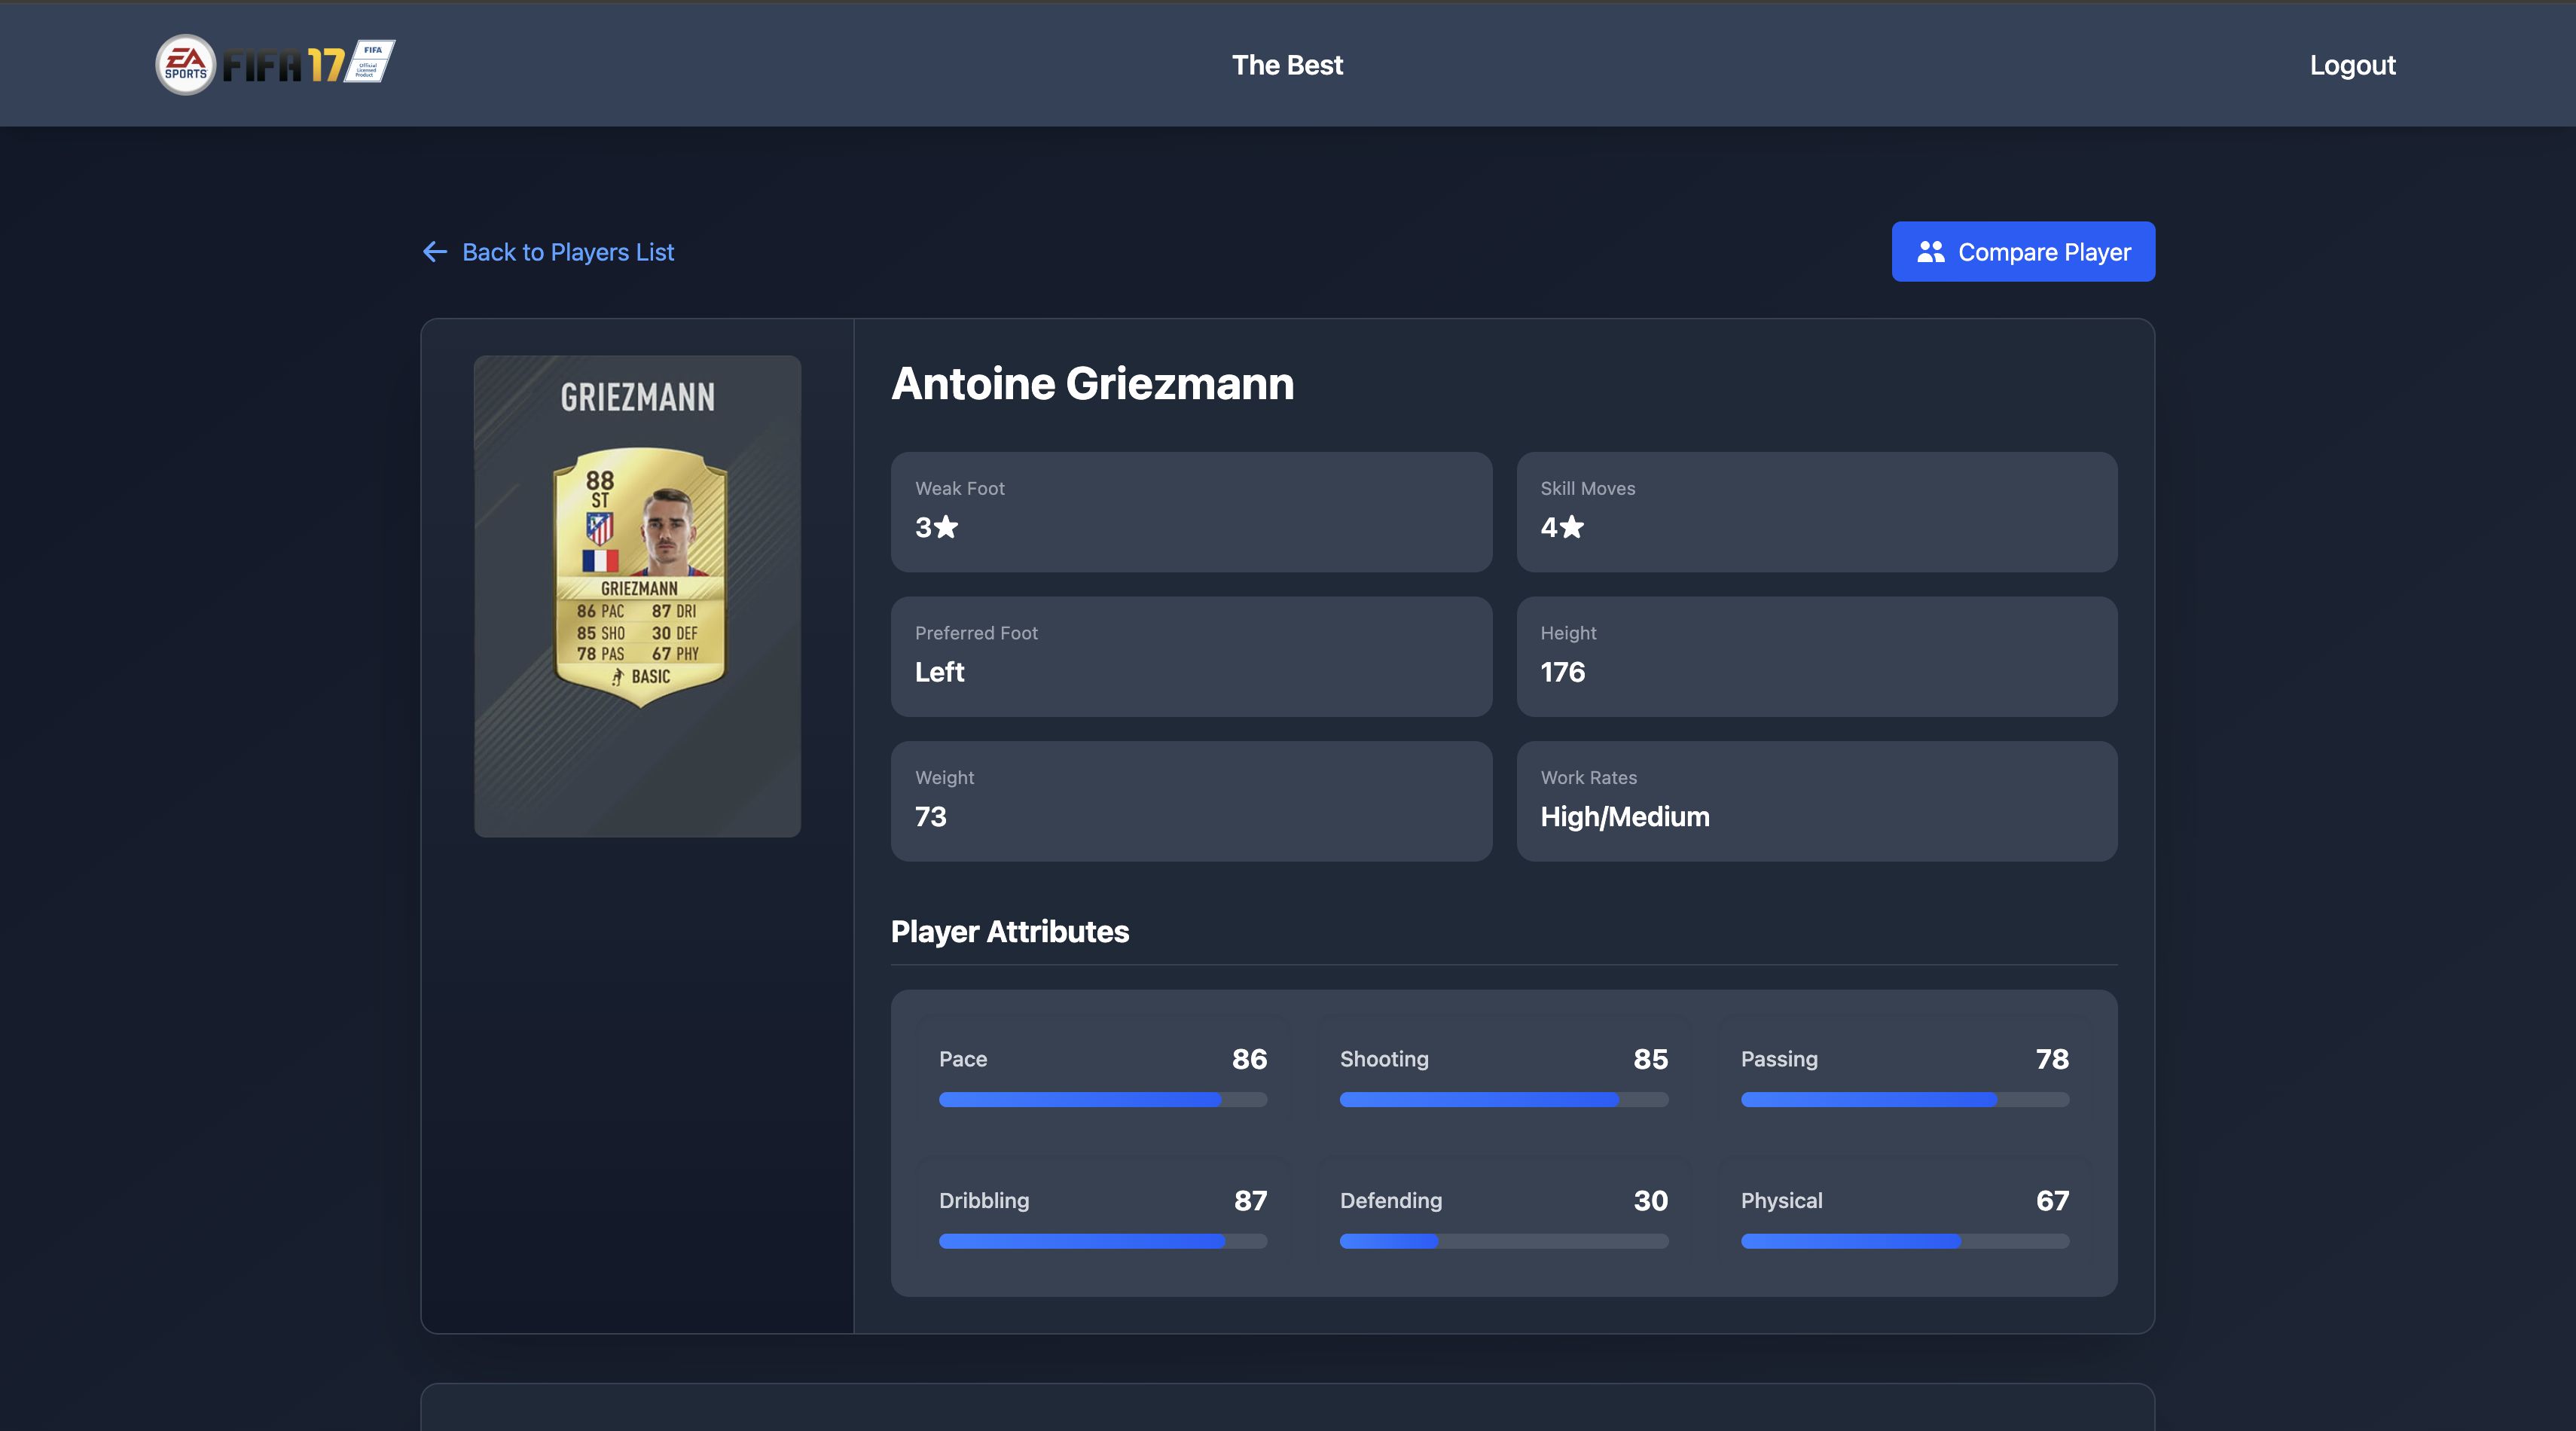 EA SPORTS FIFA 17 FIFA Official Licensed Product
The Best
Logout
Back to Players List
Compare Player
GRIEZMANN
88
ST
GRIEZMANN
86 PAC 87 DRI
85 SHO 30 DEF
78 PAS 67 PHY
BASIC
Antoine Griezmann
Weak Foot
3★
Skill Moves
4★
Preferred Foot
Left
Height
176
Weight
73
Work Rates
High/Medium
Player Attributes
Pace 86
Shooting 85
Passing 78
Dribbling 87
Defending 30
Physical 67